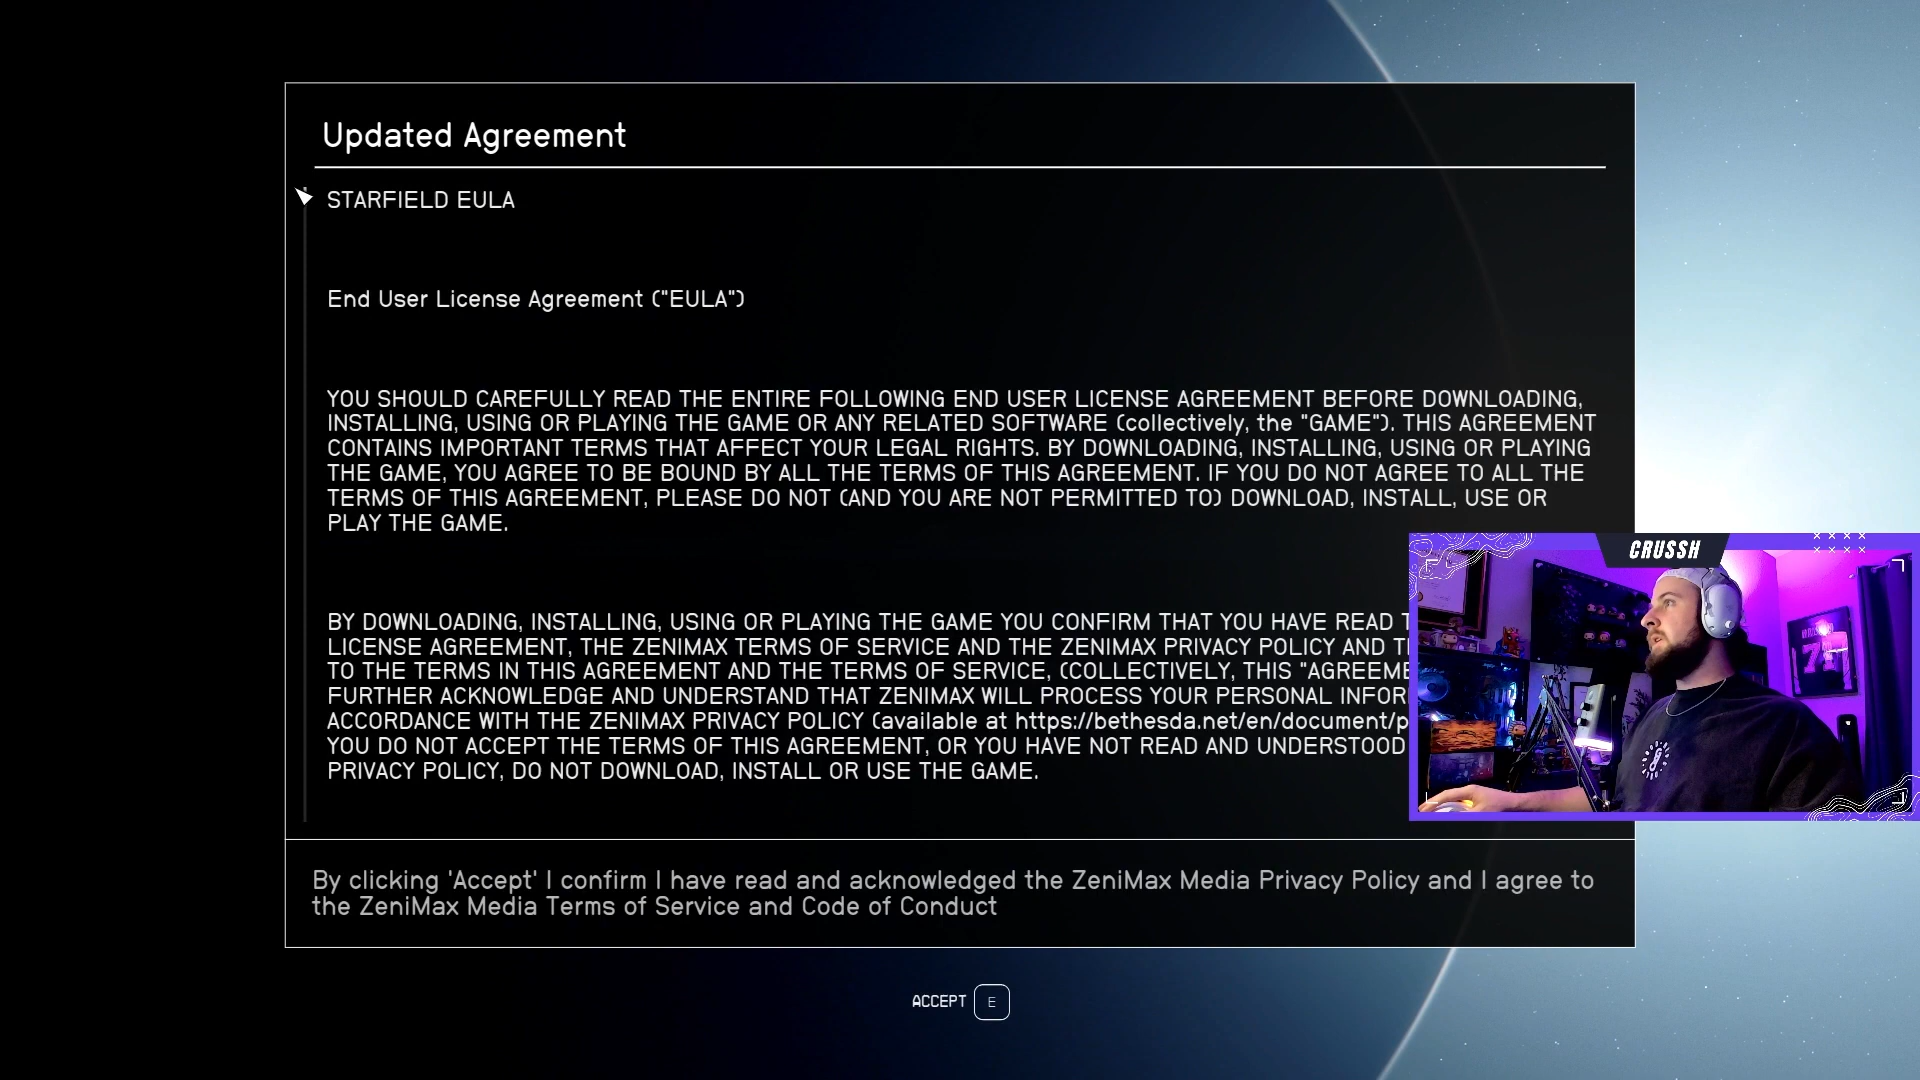 Updated Agreement
STARFIELD EULA
End User License Agreement ("EULA")
YOU SHOULD CAREFULLY READ THE ENTIRE FOLLOWING END USER LICENSE AGREEMENT BEFORE DOWNLOADING,
INSTALLING, USING OR PLAYING THE GAME OR ANY RELATED SOFTWARE (collectively, the "GAME"). THIS AGREEMENT
CONTAINS IMPORTANT TERMS THAT AFFECT YOUR LEGAL RIGHTS. BY DOWNLOADING, INSTALLING, USING OR PLAYING
THE GAME, YOU AGREE TO BE BOUND BY ALL THE TERMS OF THIS AGREEMENT. IF YOU DO NOT AGREE TO ALL THE
TERMS OF THIS AGREEMENT, PLEASE DO NOT (AND YOU ARE NOT PERMITTED TO) DOWNLOAD, INSTALL, USE OR
PLAY THE GAME.
BY DOWNLOADING, INSTALLING, USING OR PLAYING THE GAME YOU CONFIRM THAT YOU HAVE READ T
LICENSE AGREEMENT, THE ZENIMAX TERMS OF SERVICE AND THE ZENIMAX PRIVACY POLICY AND T
TO THE TERMS IN THIS AGREEMENT AND THE TERMS OF SERVICE, (COLLECTIVELY, THIS "AGREEME
FURTHER ACKNOWLEDGE AND UNDERSTAND THAT ZENIMAX WILL PROCESS YOUR PERSONAL INFOR
ACCORDANCE WITH THE ZENIMAX PRIVACY POLICY (available at https://bethesda.net/en/document/p
YOU DO NOT ACCEPT THE TERMS OF THIS AGREEMENT, OR YOU HAVE NOT READ AND UNDERSTOOD
PRIVACY POLICY, DO NOT DOWNLOAD, INSTALL OR USE THE GAME.
CRUSSH
By clicking 'Accept' I confirm I have read and acknowledged the ZeniMax Media Privacy Policy and I agree to
the ZeniMax Media Terms of Service and Code of Conduct
ACCEPT E